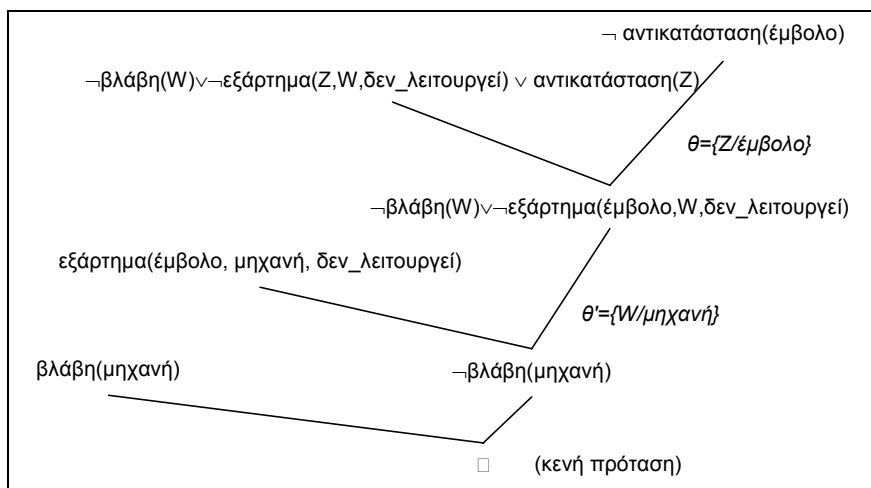 ¬ αντικατάσταση(έμβολο)
¬βλάβη(W)∨¬εξάρτημα(Z,W,δεν_λειτουργεί) ∨ αντικατάσταση(Z)
θ={Z/έμβολο}
¬βλάβη(W)∨¬εξάρτημα(έμβολο,W,δεν_λειτουργεί)
εξάρτημα(έμβολο, μηχανή, δεν_λειτουργεί)
θ'={W/μηχανή}
βλάβη(μηχανή) ¬βλάβη(μηχανή)
□ (κενή πρόταση)